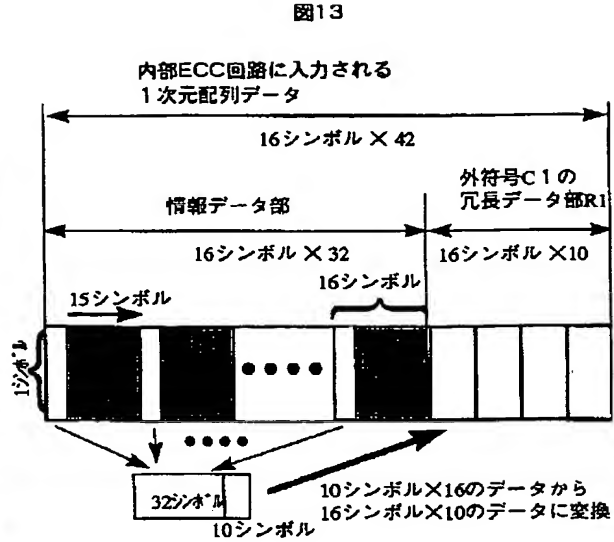 図13
内部ECC回路に入力される
1次元配列データ
16シンボル×42
情報データ部
外符号C1の
冗長データ部R1
16シンボル×32
16シンボル×10
15シンボル
16シンボル
1シンボル
32シンボル
10シンボル
10シンボル×16のデータから
16シンボル×10のデータに変換